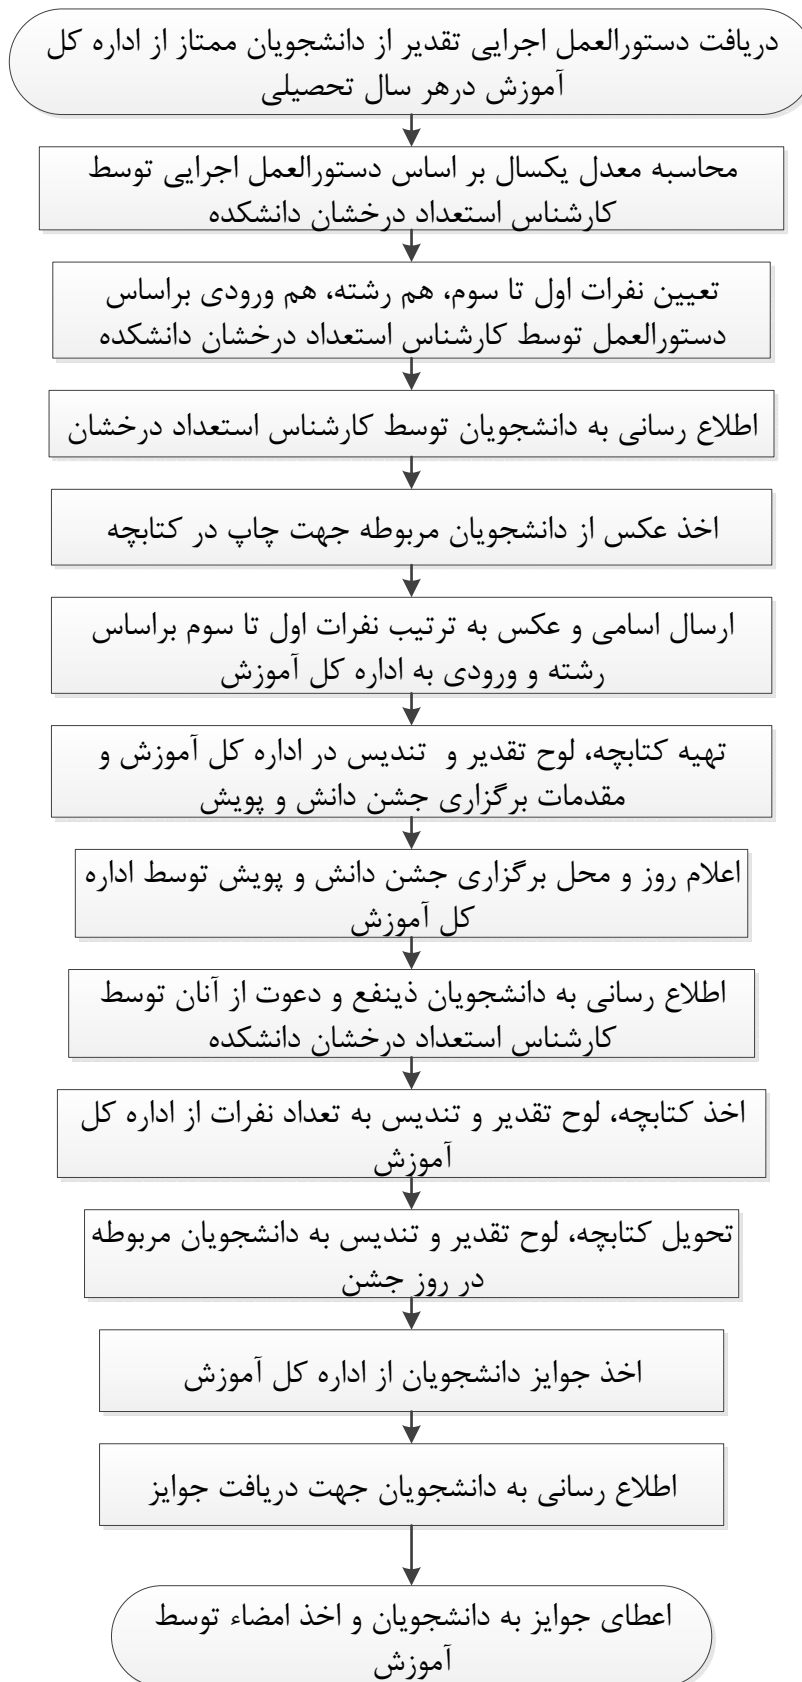 دریافت دستورالعمل اجرایی تقدیر از دانشجویان ممتاز از اداره کل
آموزش درهر سال تحصیلی
محاسبه معدل یکسال بر اساس دستورالعمل اجرایی توسط
کارشناس استعداد درخشان دانشکده
تعیین نفرات اول تا سوم، هم رشته، هم ورودی براساس
دستورالعمل توسط کارشناس استعداد درخشان دانشکده
اطلاع رسانی به دانشجویان توسط کارشناس استعداد درخشان
اخذ عکس از دانشجویان مربوطه جهت چاپ در کتابچه
ارسال اسامی و عکس به ترتیب نفرات اول تا سوم براساس
رشته و ورودی به اداره کل آموزش
تهیه کتابچه، لوح تقدیر و تندیس در اداره کل آموزش و
مقدمات برگزاری جشن دانش و پویش
اعلام روز و محل برگزاری جشن دانش و پویش توسط اداره
کل آموزش
اطلاع رسانی به دانشجویان ذینفع و دعوت از آنان توسط
کارشناس استعداد درخشان دانشکده
اخذ کتابچه، لوح تقدیر و تندیس به تعداد نفرات از اداره کل
آموزش
تحویل کتابچه، لوح تقدیر و تندیس به دانشجویان مربوطه
در روز جشن
اخذ جوایز دانشجویان از اداره کل آموزش
اطلاع رسانی به دانشجویان جهت دریافت جوایز
اعطای جوایز به دانشجویان و اخذ امضاء توسط
آموزش